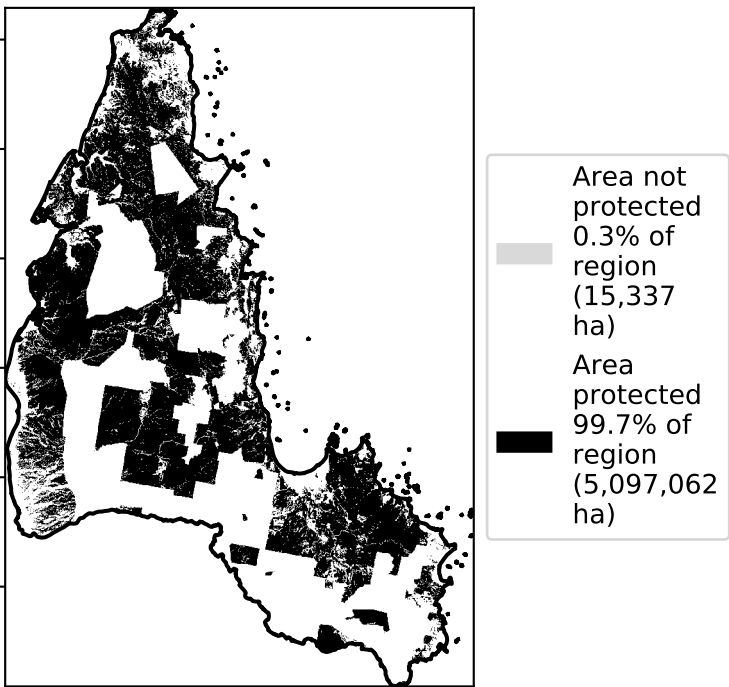 Area not
protected
0.3% of
region
(15,337
ha)
Area
protected
99.7% of
region
(5,097,062
ha)